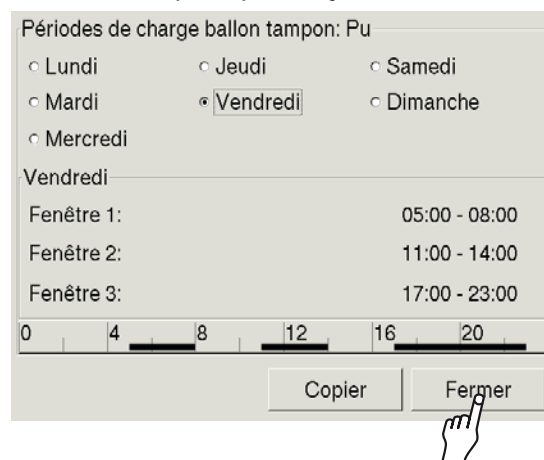 Périodes de charge ballon tampon: Pu
Lundi Jeudi Samedi
Mardi Vendredi Dimanche
Mercredi
Vendredi
Fenêtre 1: 05:00 - 08:00
Fenêtre 2: 11:00 - 14:00
Fenêtre 3: 17:00 - 23:00
0 4 8 12 16 20
Copier Fermer